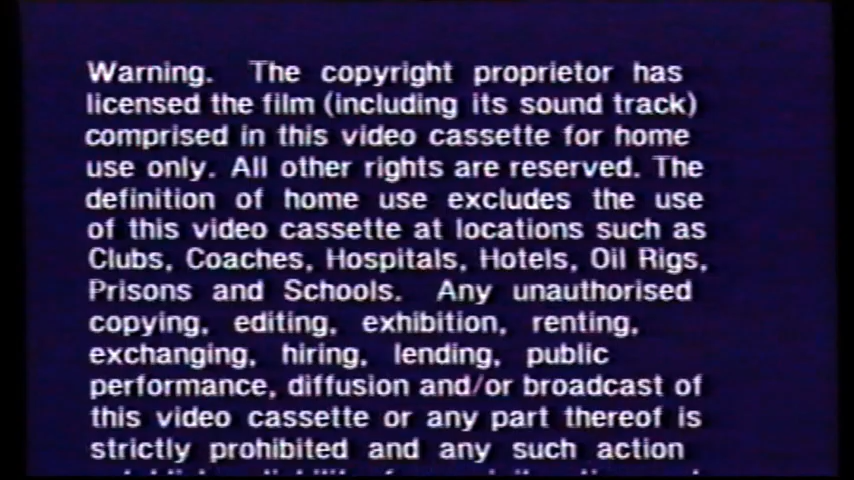 Warning. The copyright proprietor has
licensed the film (including its sound track)
comprised in this video cassette for home
use only. All other rights are reserved. The
definition of home use excludes the use
of this video cassette at locations such as
Clubs, Coaches, Hospitals, Hotels, Oil Rigs,
Prisons and Schools. Any unauthorised
copying, editing, exhibition, renting,
exchanging, hiring, lending, public
performance, diffusion and/or broadcast of
this video cassette or any part thereof is
strictly prohibited and any such action